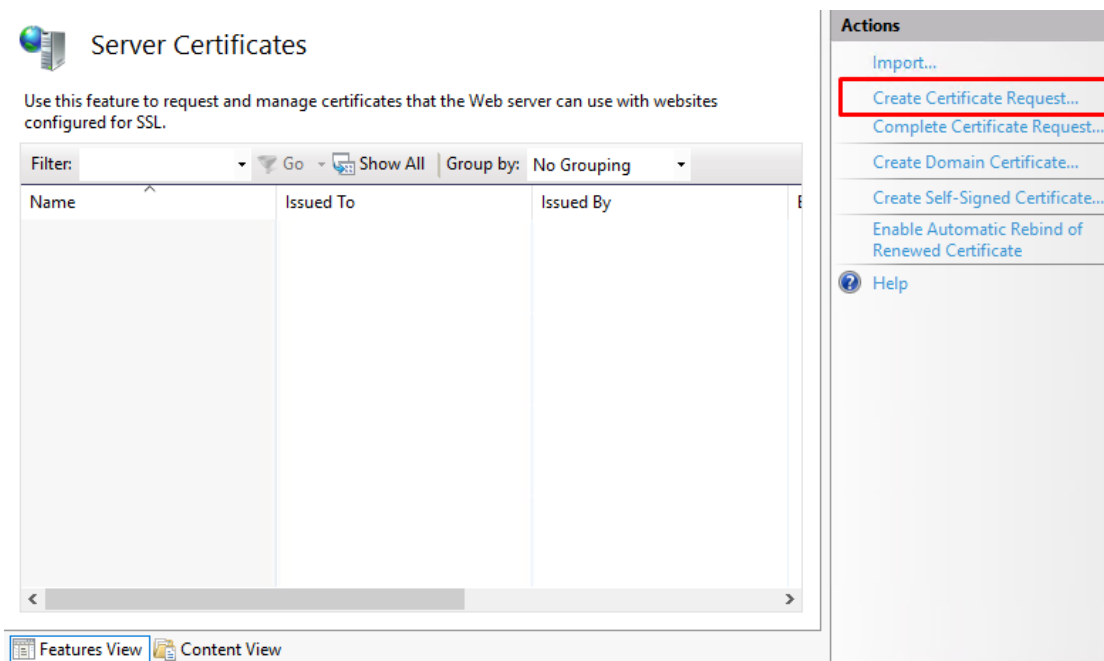 Server Certificates
Use this feature to request and manage certificates that the Web server can use with websites
configured for SSL.
Filter: Go Show All Group by: No Grouping
Name Issued To Issued By
Features View Content View
Actions
Import...
Create Certificate Request...
Complete Certificate Request...
Create Domain Certificate...
Create Self-Signed Certificate...
Enable Automatic Rebind of
Renewed Certificate
Help